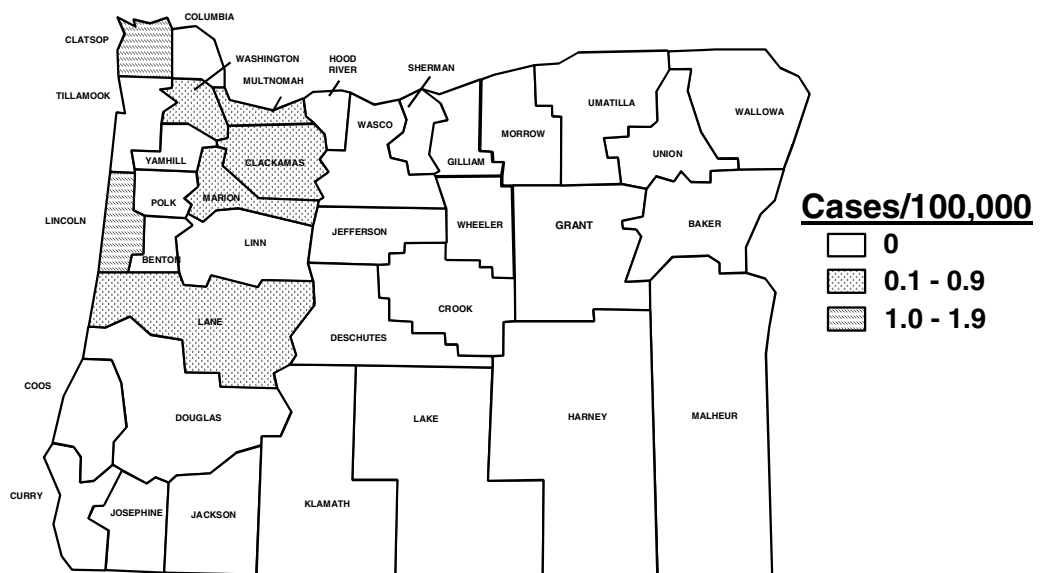 COLUMBIA
CLATSOP
WASHINGTON
HOOD
RIVER
SHERMAN
MULTNOMAH
TILLAMOOK
UMATILLA
WALLOWA
WASCO
MORROW
UNION
YAMHILL
CLACKAMAS
GILLIAM
POLK
MARION
LINCOLN
JEFFERSON
WHEELER
GRANT
BAKER
LINN
BENTON
Cases/100,000
0
0.1 - 0.9
1.0 - 1.9
LANE
CROOK
DESCHUTES
COOS
DOUGLAS
LAKE
HARNEY
MALHEUR
CURRY
JOSEPHINE
JACKSON
KLAMATH